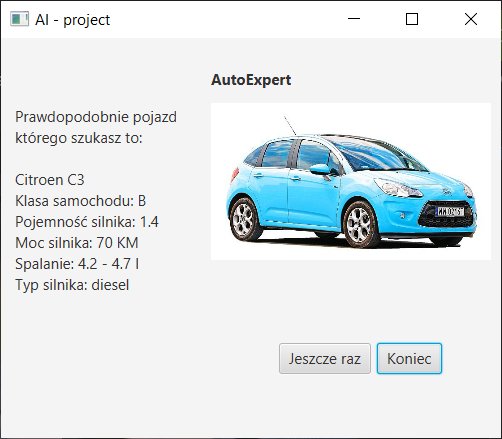 AI - project
AutoExpert
Prawdopodobnie pojazd
którego szukasz to:
Citroen C3
Klasa samochodu: B
Pojemność silnika: 1.4
Moc silnika: 70 KM
Spalanie: 4.2 - 4.7 l
Typ silnika: diesel
Jeszcze raz
Koniec